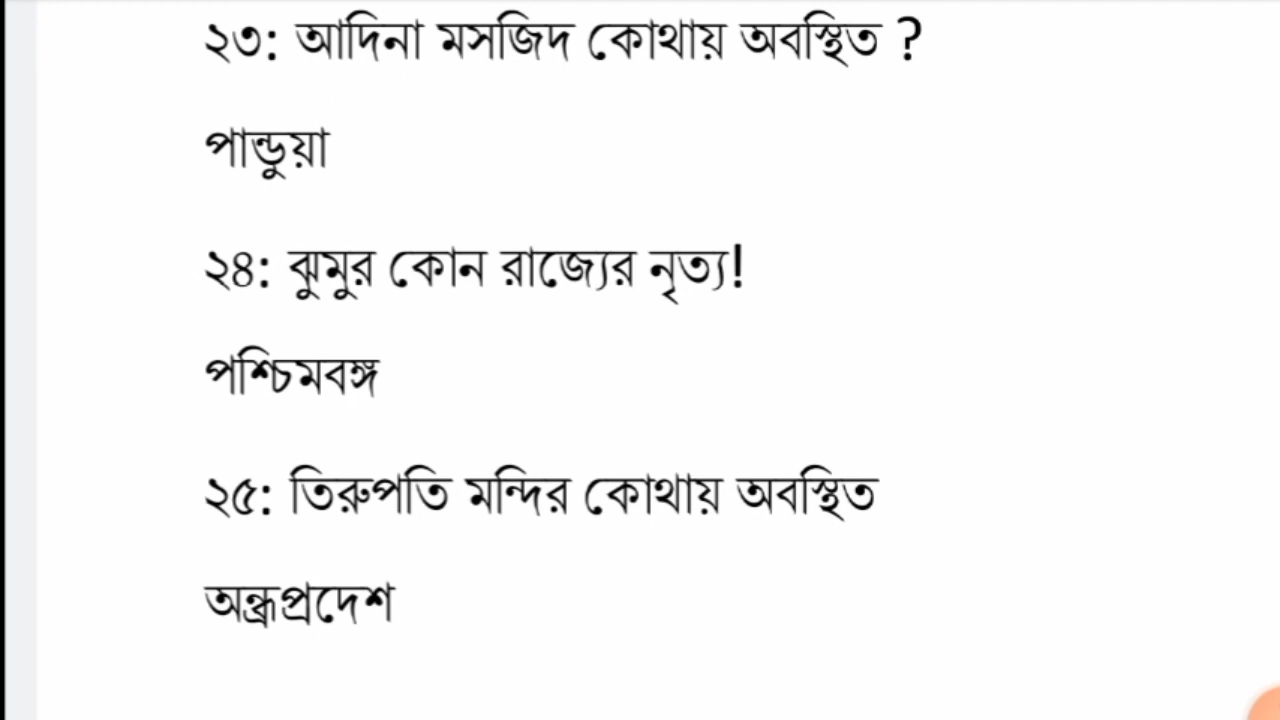 ২৩: আদিনা মসজিদ কোথায় অবস্থিত ?
পান্ডুয়া
২৪: ঝুমুর কোন রাজ্যের নৃত্য!
পশ্চিমবঙ্গ
২৫: তিরুপতি মন্দির কোথায় অবস্থিত
অন্ধ্রপ্রদেশ